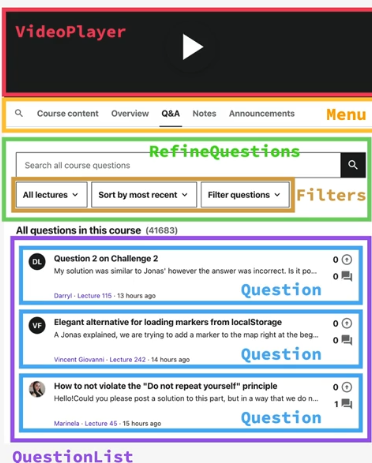 VideoPlayer
Course content Overview Q&A Notes Announcements
Menu
RefineQuestions
Search all course questions
All lectures Sort by most recent Filter questions
Filters
All questions in this course (41683)
DL Question 2 on Challenge 2 0
My solution was similar to Jonas' however the answer was incorrect. Is it po... 0
Darryl · Lecture 115 · 13 hours ago
Question
VF Elegant alternative for loading markers from localStorage 0
A Jonas explained, we are trying to add a marker to the map right at the beg... 0
Vincent Giovanni · Lecture 242 · 14 hours ago
Question
How to not violate the "Do not repeat yourself" principle 0
Hello!Could you please post a solution to this part, but in a way that we do n... 1
Marinela · Lecture 45 · 15 hours ago
Question
QuestionList